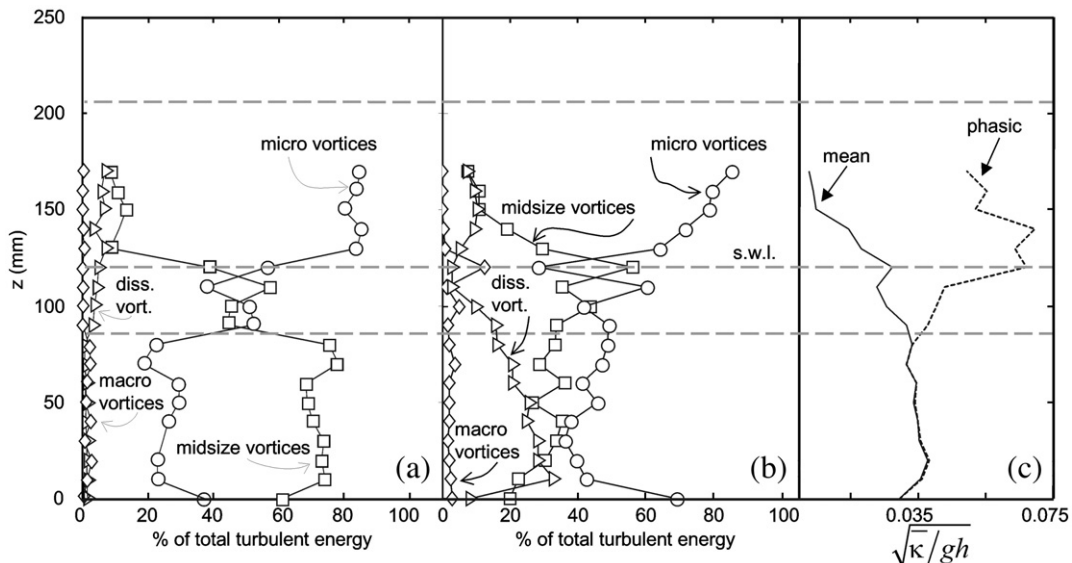 250
200
150
100
50
0
z (mm)
micro vortices
diss.
vort.
macro
vortices
midsize vortices
(a)
0 20 40 60 80 100
% of total turbulent energy
micro vortices
midsize vortices
s.w.l.
diss.
vort.
macro
vortices
(b)
0 20 40 60 80 100
% of total turbulent energy
phasic
mean
(c)
0.035 0.075
√κ̅/gh